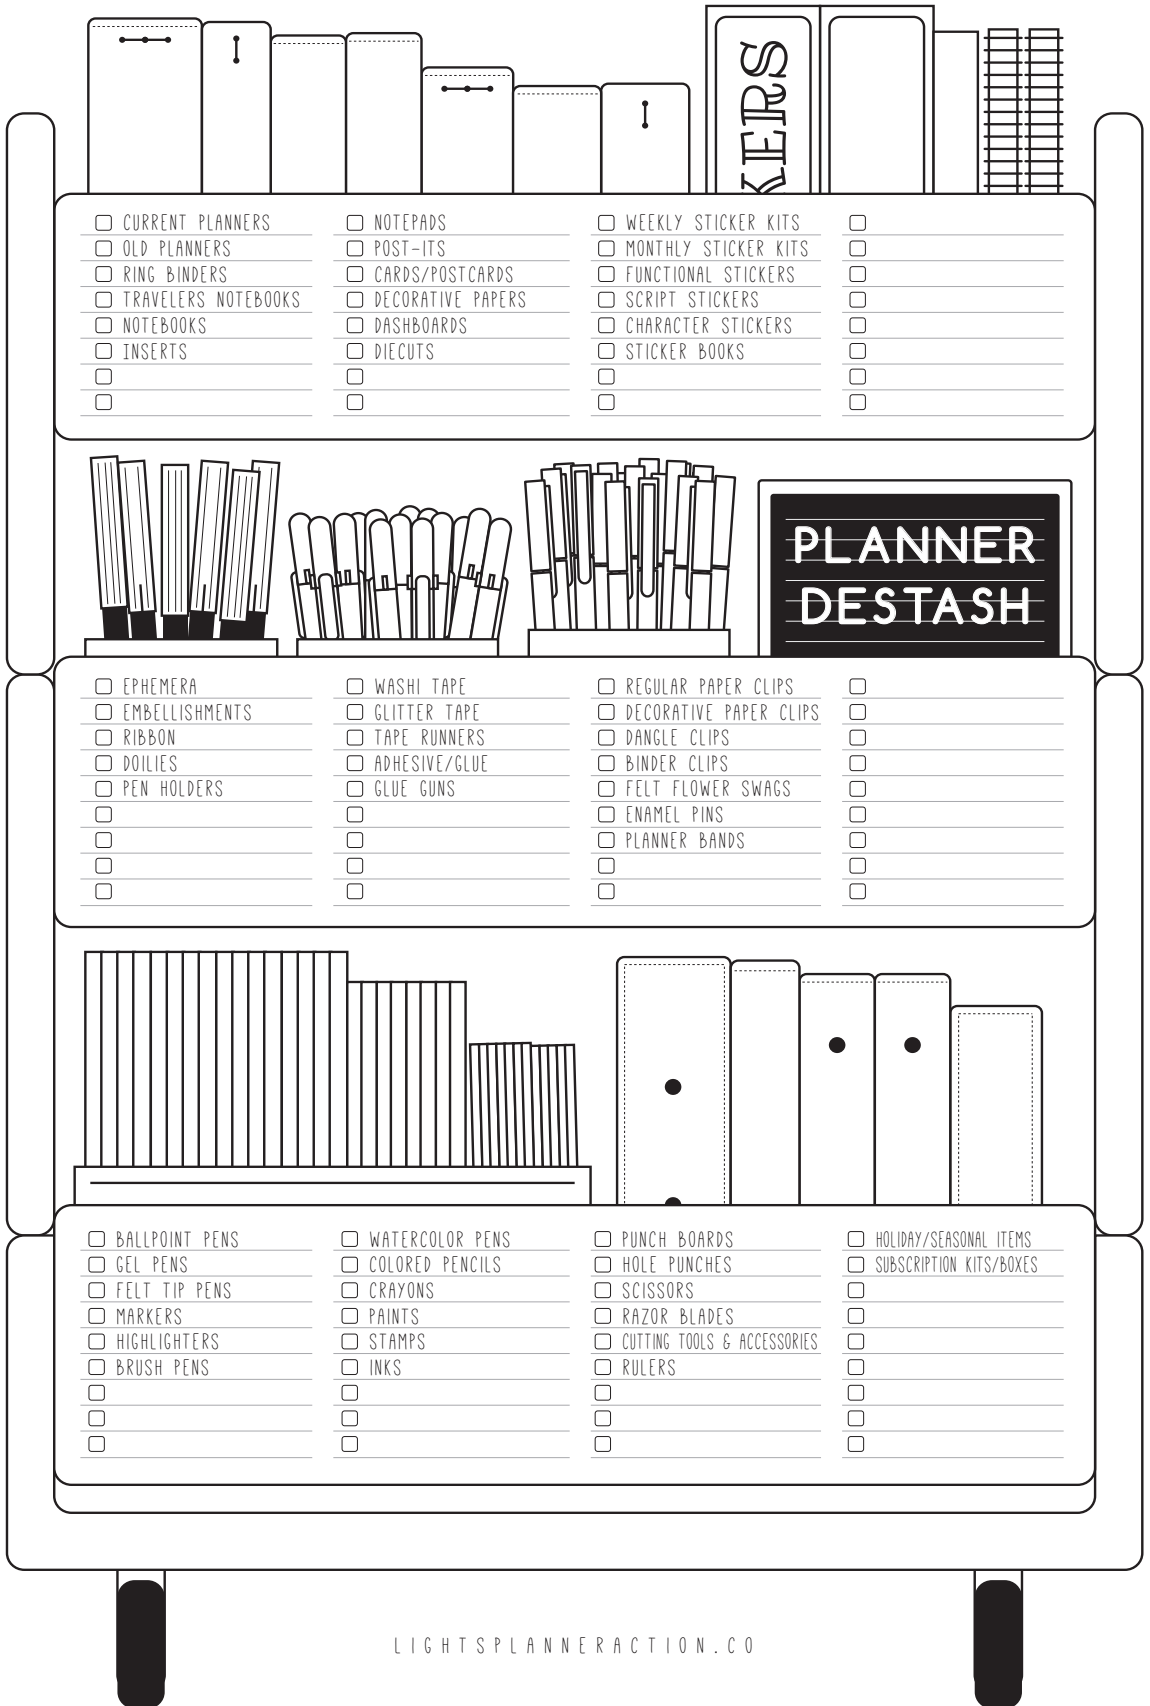 KERS
CURRENT PLANNERS
OLD PLANNERS
RING BINDERS
TRAVELERS NOTEBOOKS
NOTEBOOKS
INSERTS
NOTEPADS
POST-ITS
CARDS/POSTCARDS
DECORATIVE PAPERS
DASHBOARDS
DIECUTS
WEEKLY STICKER KITS
MONTHLY STICKER KITS
FUNCTIONAL STICKERS
SCRIPT STICKERS
CHARACTER STICKERS
STICKER BOOKS
PLANNER
DESTASH
EPHEMERA
EMBELLISHMENTS
RIBBON
DOILIES
PEN HOLDERS
WASHI TAPE
GLITTER TAPE
TAPE RUNNERS
ADHESIVE/GLUE
GLUE GUNS
REGULAR PAPER CLIPS
DECORATIVE PAPER CLIPS
DANGLE CLIPS
BINDER CLIPS
FELT FLOWER SWAGS
ENAMEL PINS
PLANNER BANDS
BALLPOINT PENS
GEL PENS
FELT TIP PENS
MARKERS
HIGHLIGHTERS
BRUSH PENS
WATERCOLOR PENS
COLORED PENCILS
CRAYONS
PAINTS
STAMPS
INKS
PUNCH BOARDS
HOLE PUNCHES
SCISSORS
RAZOR BLADES
CUTTING TOOLS & ACCESSORIES
RULERS
HOLIDAY/SEASONAL ITEMS
SUBSCRIPTION KITS/BOXES
LIGHTSPLANNERACTION.CO